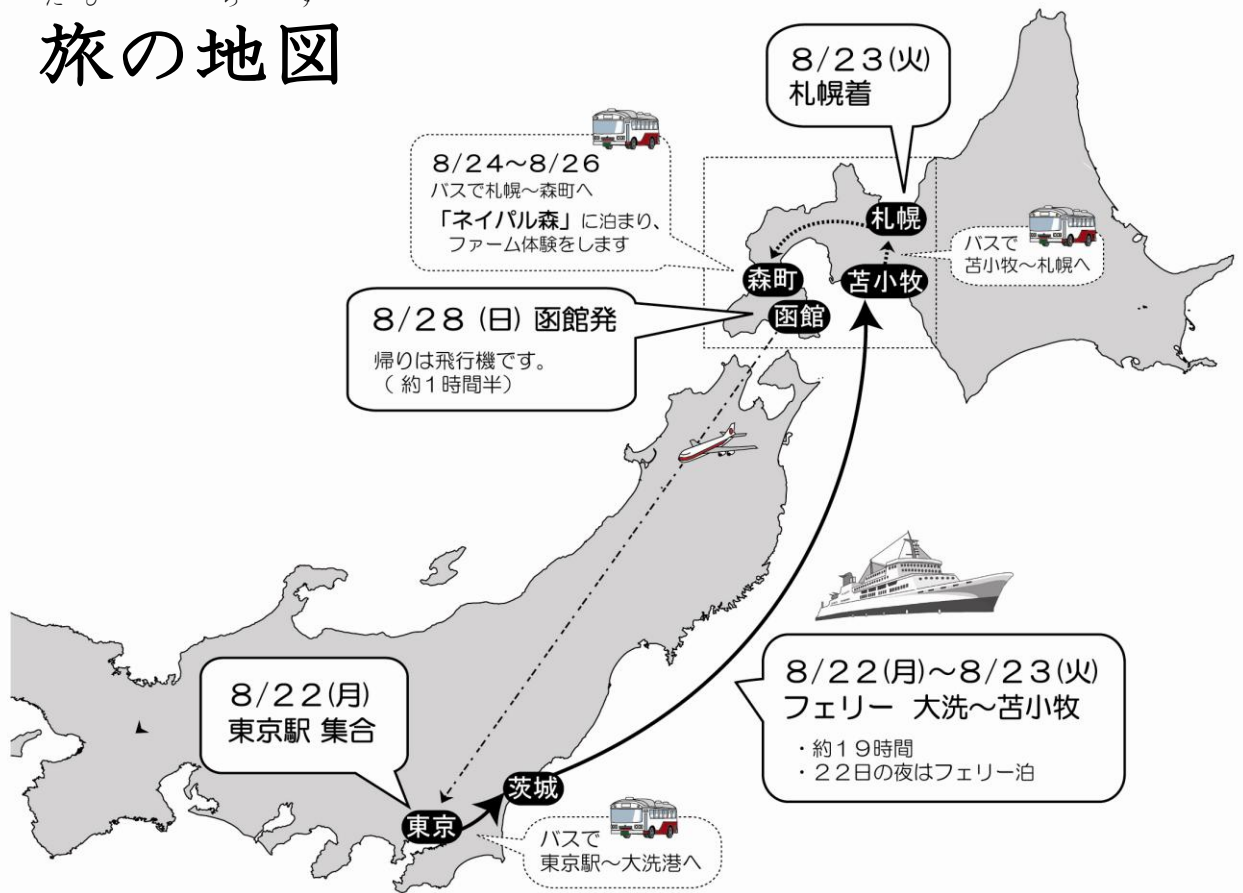 旅の地図
8/23(火)
札幌着
8/24～8/26
バスで札幌～森町へ
「ネイパル森」に泊まり、
ファーム体験をします
札幌
バスで
苫小牧～札幌へ
森町
苫小牧
函館
8/28 (日) 函館発
帰りは飛行機です。
（約１時間半）
8/22(月)～8/23(火)
フェリー 大洗～苫小牧
・約１９時間
・２２日の夜はフェリー泊
8/22(月)
東京駅 集合
茨城
東京
バスで
東京駅～大洗港へ